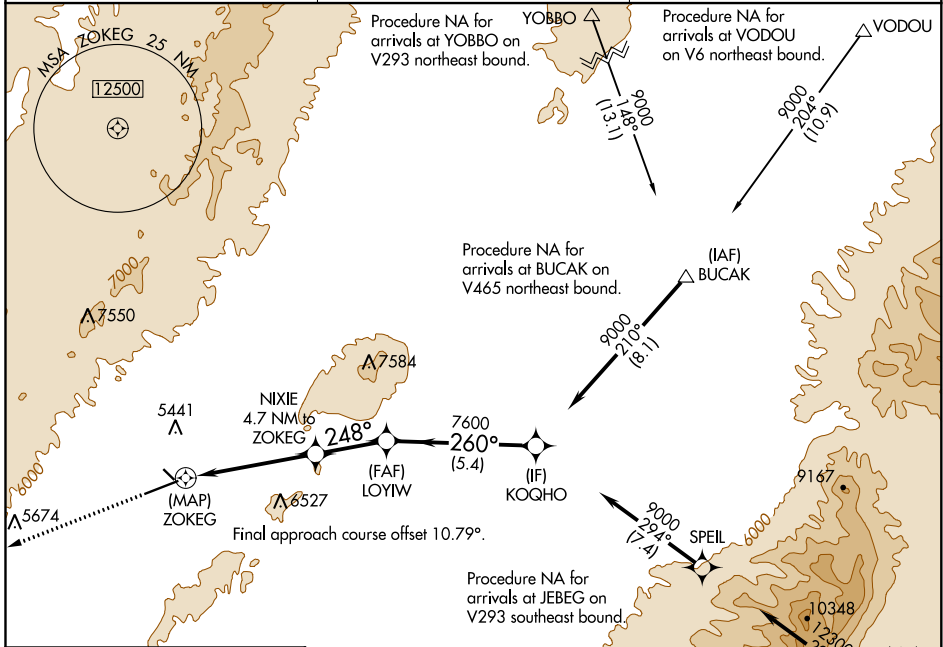 MSA ZOKEG 25 NM
12500
Procedure NA for
arrivals at YOBBO on
V293 northeast bound.
YOBBO
9000
148°
(13.1)
Procedure NA for
arrivals at VODOU
on V6 northeast bound.
VODOU
9000
204°
(10.9)
Procedure NA for
arrivals at BUCAK on
V465 northeast bound.
(IAF)
BUCAK
9000
210°
(8.1)
7000
7550
7584
NIXIE
4.7 NM to
ZOKEG
5441
248°
7600
260°
(5.4)
(FAF)
LOYIW
(IF)
KOQHO
6000
(MAP)
ZOKEG
6527
5674
Final approach course offset 10.79°.
9000
294°
(7.4)
SPEIL
9167
6000
Procedure NA for
arrivals at JEBEG on
V293 southeast bound.
10348
12300